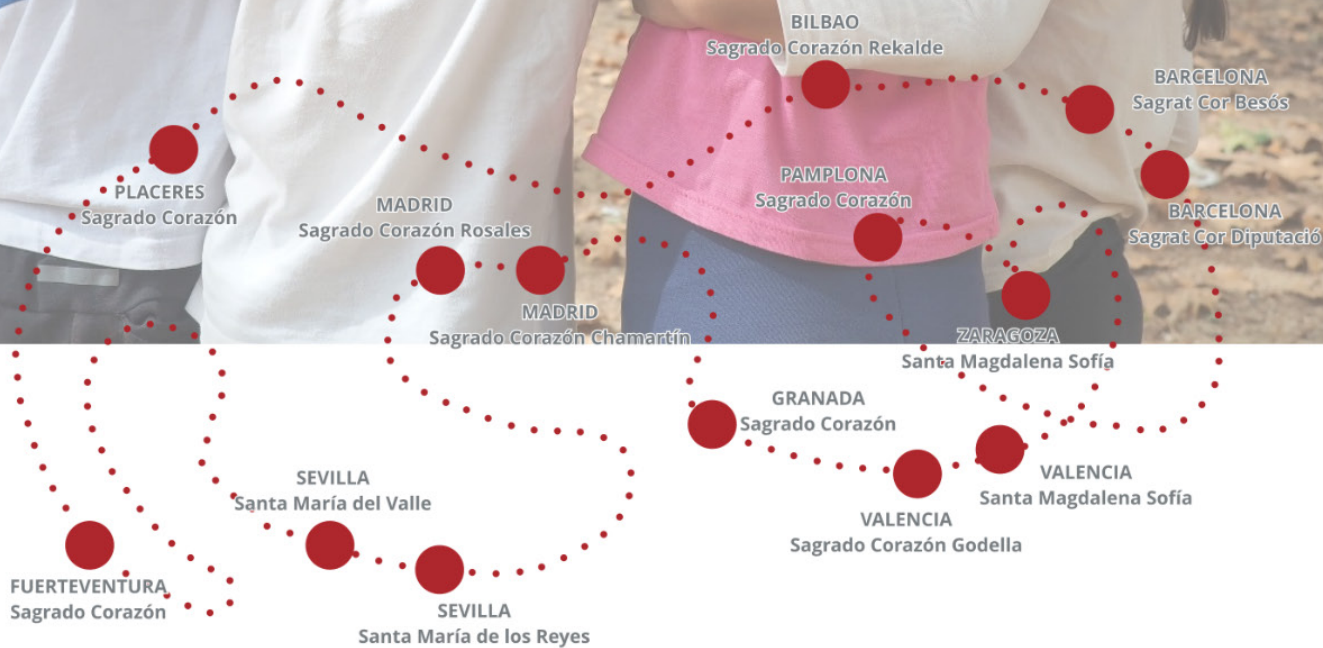 BILBAO
Sagrado Corazón Rekalde
BARCELONA
Sagrat Cor Besós
PLACERES
Sagrado Corazón
MADRID
Sagrado Corazón Rosales
PAMPLONA
Sagrado Corazón
BARCELONA
Sagrat Cor Diputació
MADRID
Sagrado Corazón Chamartín
ZARAGOZA
Santa Magdalena Sofía
GRANADA
Sagrado Corazón
SEVILLA
Santa María del Valle
VALENCIA
Santa Magdalena Sofía
VALENCIA
Sagrado Corazón Godella
FUERTEVENTURA
Sagrado Corazón
SEVILLA
Santa María de los Reyes